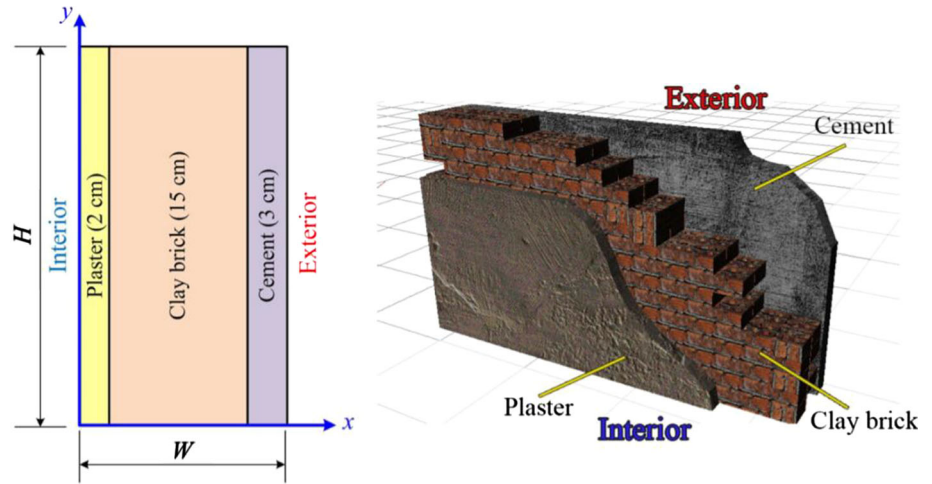 y
H
Interior
Plaster (2 cm)
Clay brick (15 cm)
Cement (3 cm)
Exterior
x
W
Exterior
Cement
Plaster
Interior
Clay brick